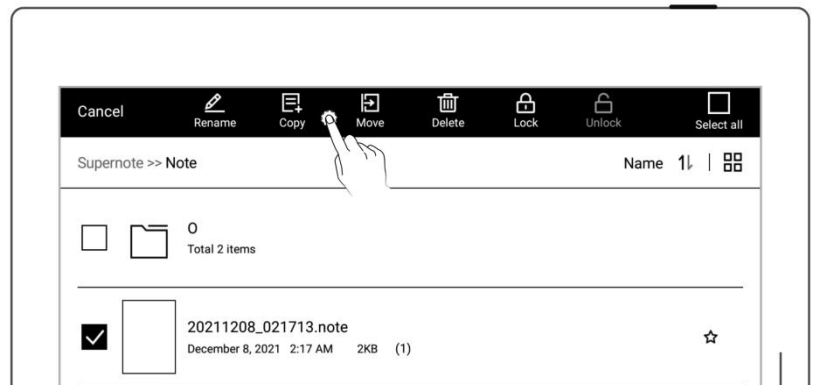 Cancel Rename Copy Move Delete Lock Unlock Select all
Supernote >> Note Name
O
Total 2 items
20211208_021713.note
December 8, 2021 2:17 AM 2KB (1)